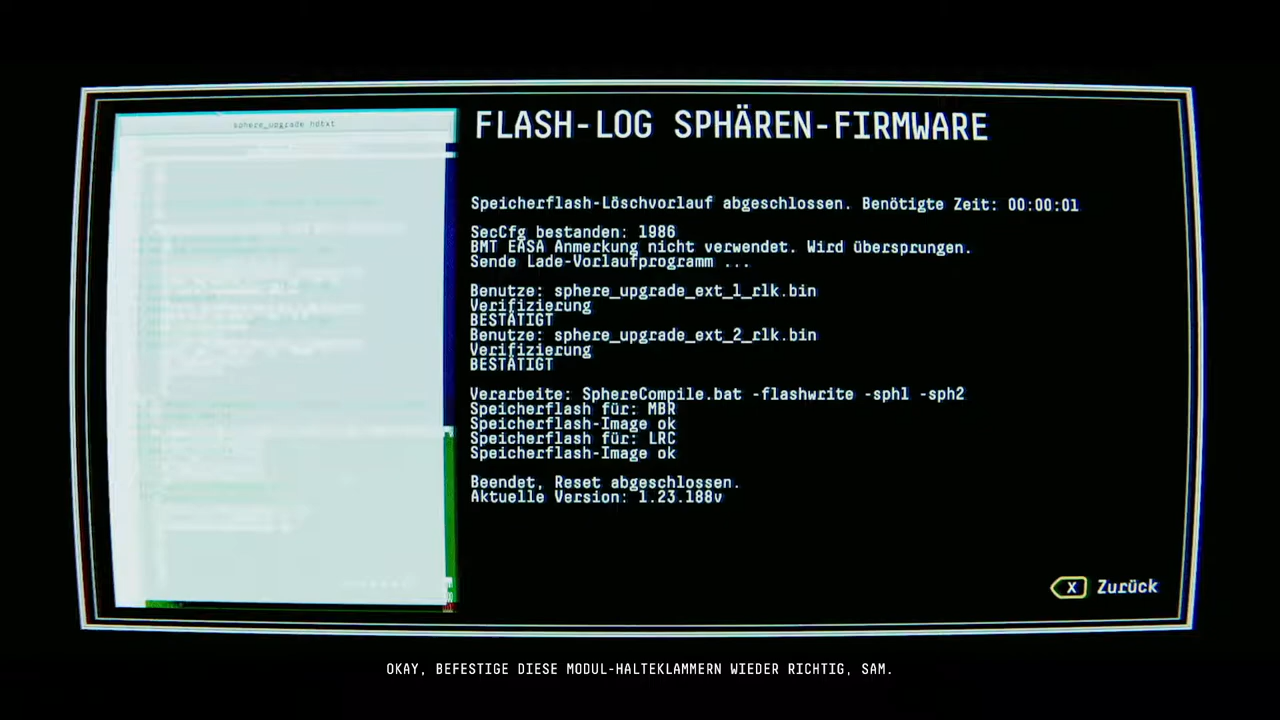 sphere_upgrade hdtxt
FLASH-LOG SPHÄREN-FIRMWARE
Speicherflash-Löschvorlauf abgeschlossen. Benötigte Zeit: 00:00:01
SecCfg bestanden: 1986
BMT EASA Anmerkung nicht verwendet. Wird übersprungen.
Sende Lade-Vorlaufprogramm ...
Benutze: sphere_upgrade_ext_1_rlk.bin
Verifizierung
BESTÄTIGT
Benutze: sphere_upgrade_ext_2_rlk.bin
Verifizierung
BESTÄTIGT
Verarbeite: SphereCompile.bat -flashwrite -sph1 -sph2
Speicherflash für: MBR
Speicherflash-Image ok
Speicherflash für: LRC
Speicherflash-Image ok
Beendet, Reset abgeschlossen.
Aktuelle Version: 1.23.188v
X Zurück
OKAY, BEFESTIGE DIESE MODUL-HALTEKLAMMERN WIEDER RICHTIG, SAM.